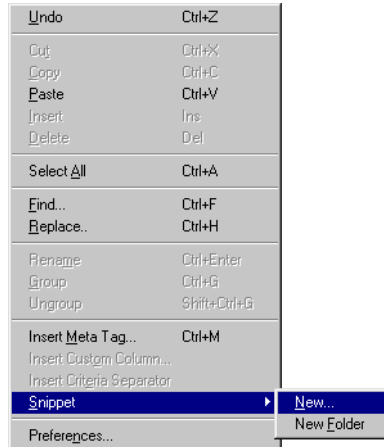 Undo Ctrl+Z
Cut Ctrl+X
Copy Ctrl+C
Paste Ctrl+V
Insert Ins
Delete Del
Select All Ctrl+A
Find... Ctrl+F
Replace.. Ctrl+H
Rename Ctrl+Enter
Group Ctrl+G
Ungroup Shift+Ctrl+G
Insert Meta Tag... Ctrl+M
Insert Custom Column...
Insert Criteria Separator
Snippet New...
New Folder
Preferences...